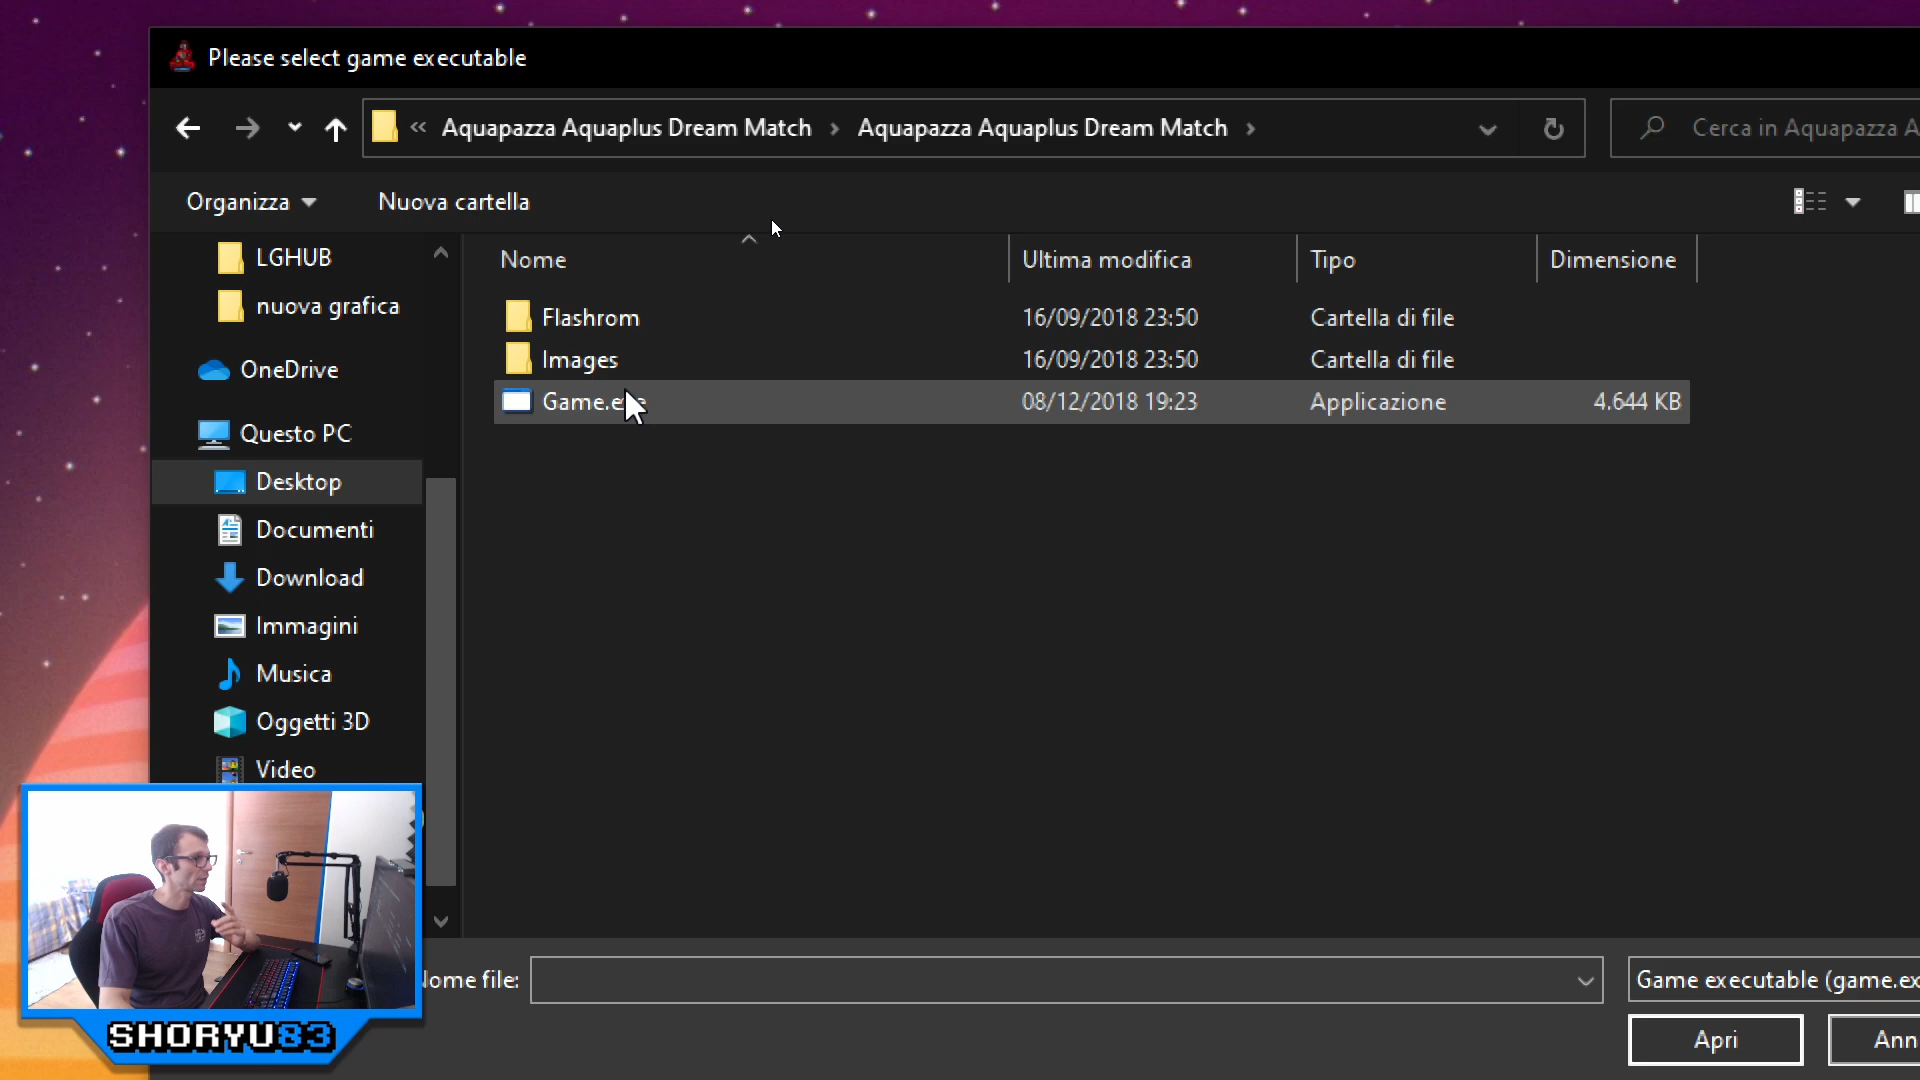 Please select game executable
« Aquapazza Aquaplus Dream Match › Aquapazza Aquaplus Dream Match ›
Cerca in Aquapazza A
Organizza
Nuova cartella
LGHUB
nuova grafica
OneDrive
Questo PC
Desktop
Documenti
Download
Immagini
Musica
Oggetti 3D
Video
Nome Ultima modifica Tipo Dimensione
Flashrom 16/09/2018 23:50 Cartella di file
Images 16/09/2018 23:50 Cartella di file
Game.exe 08/12/2018 19:23 Applicazione 4.644 KB
ome file:
Game executable (game.ex
Apri
Ann
SHORYU83